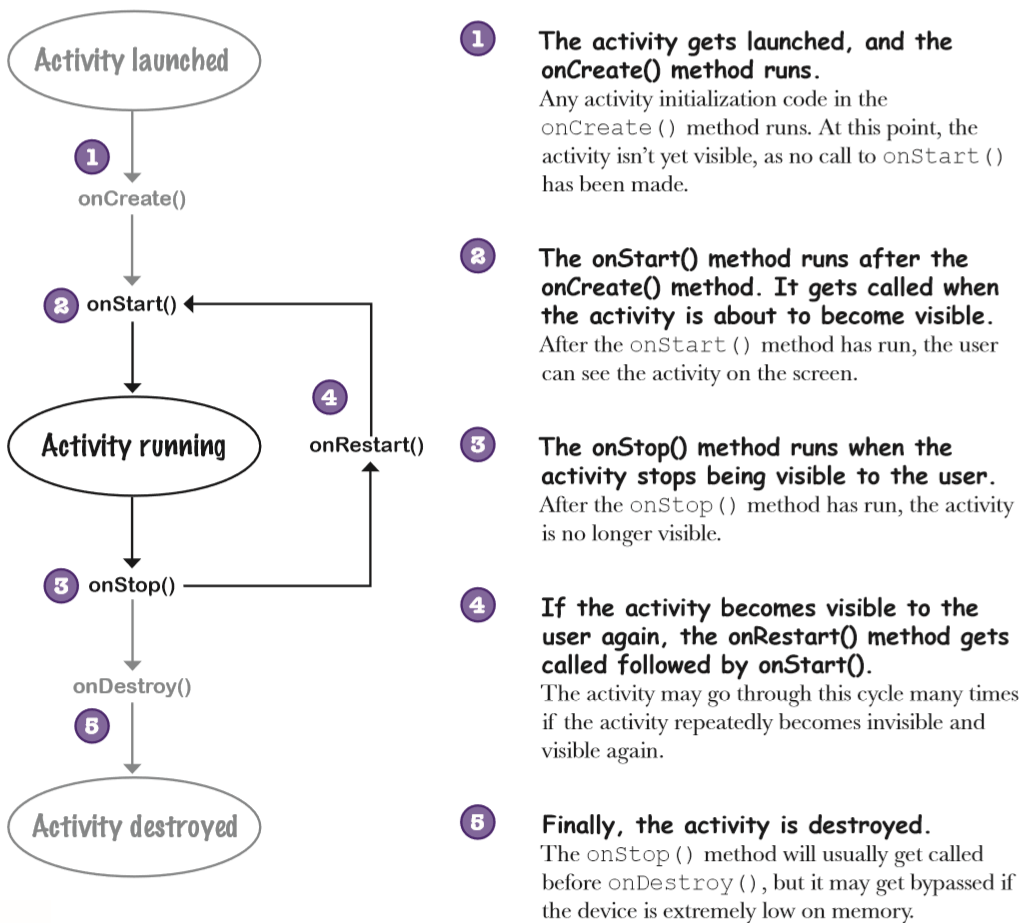 Activity launched
1
onCreate()
2 onStart()
4
Activity running
onRestart()
3 onStop()
onDestroy()
5
Activity destroyed
1 The activity gets launched, and the
onCreate() method runs.
Any activity initialization code in the
onCreate() method runs. At this point, the
activity isn’t yet visible, as no call to onStart()
has been made.
2 The onStart() method runs after the
onCreate() method. It gets called when
the activity is about to become visible.
After the onStart() method has run, the user
can see the activity on the screen.
3 The onStop() method runs when the
activity stops being visible to the user.
After the onStop() method has run, the activity
is no longer visible.
4 If the activity becomes visible to the
user again, the onRestart() method gets
called followed by onStart().
The activity may go through this cycle many times
if the activity repeatedly becomes invisible and
visible again.
5 Finally, the activity is destroyed.
The onStop() method will usually get called
before onDestroy(), but it may get bypassed if
the device is extremely low on memory.